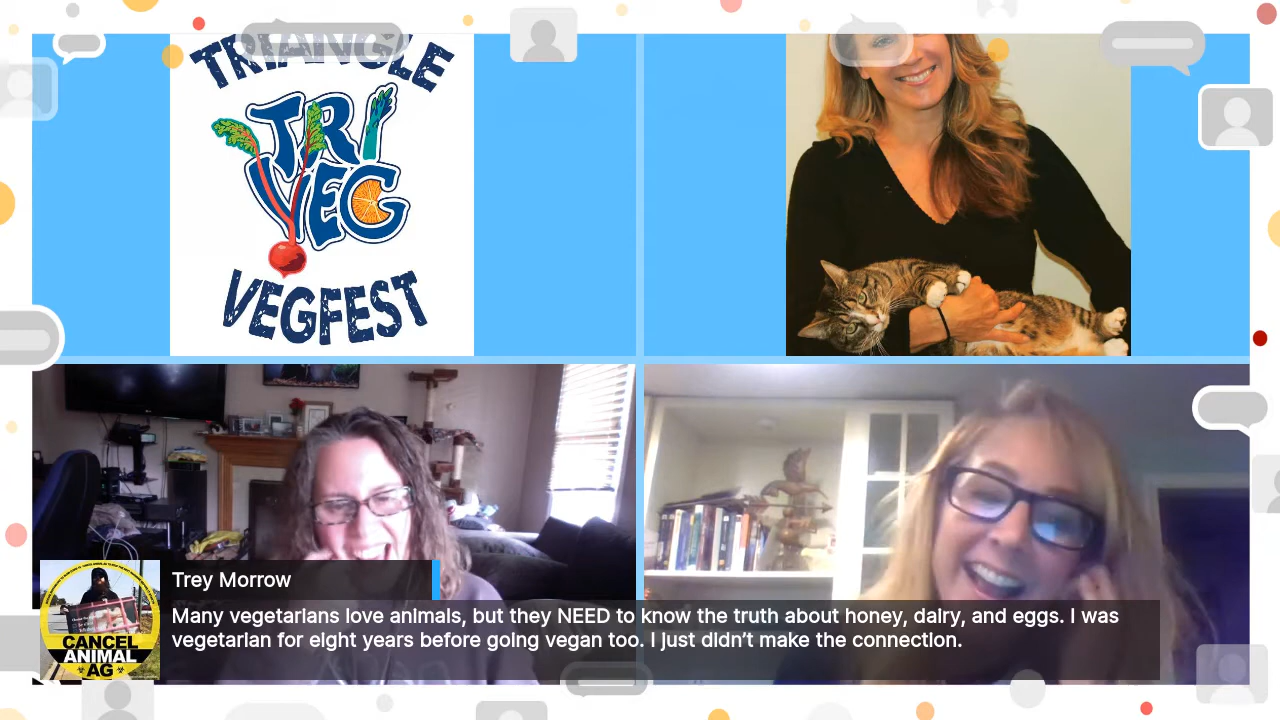 TRIANGLE
TRI
VEG
VEGFEST
Trey Morrow
Many vegetarians love animals, but they NEED to know the truth about honey, dairy, and eggs. I was
vegetarian for eight years before going vegan too. I just didn't make the connection.
CANCEL
ANIMAL
AG